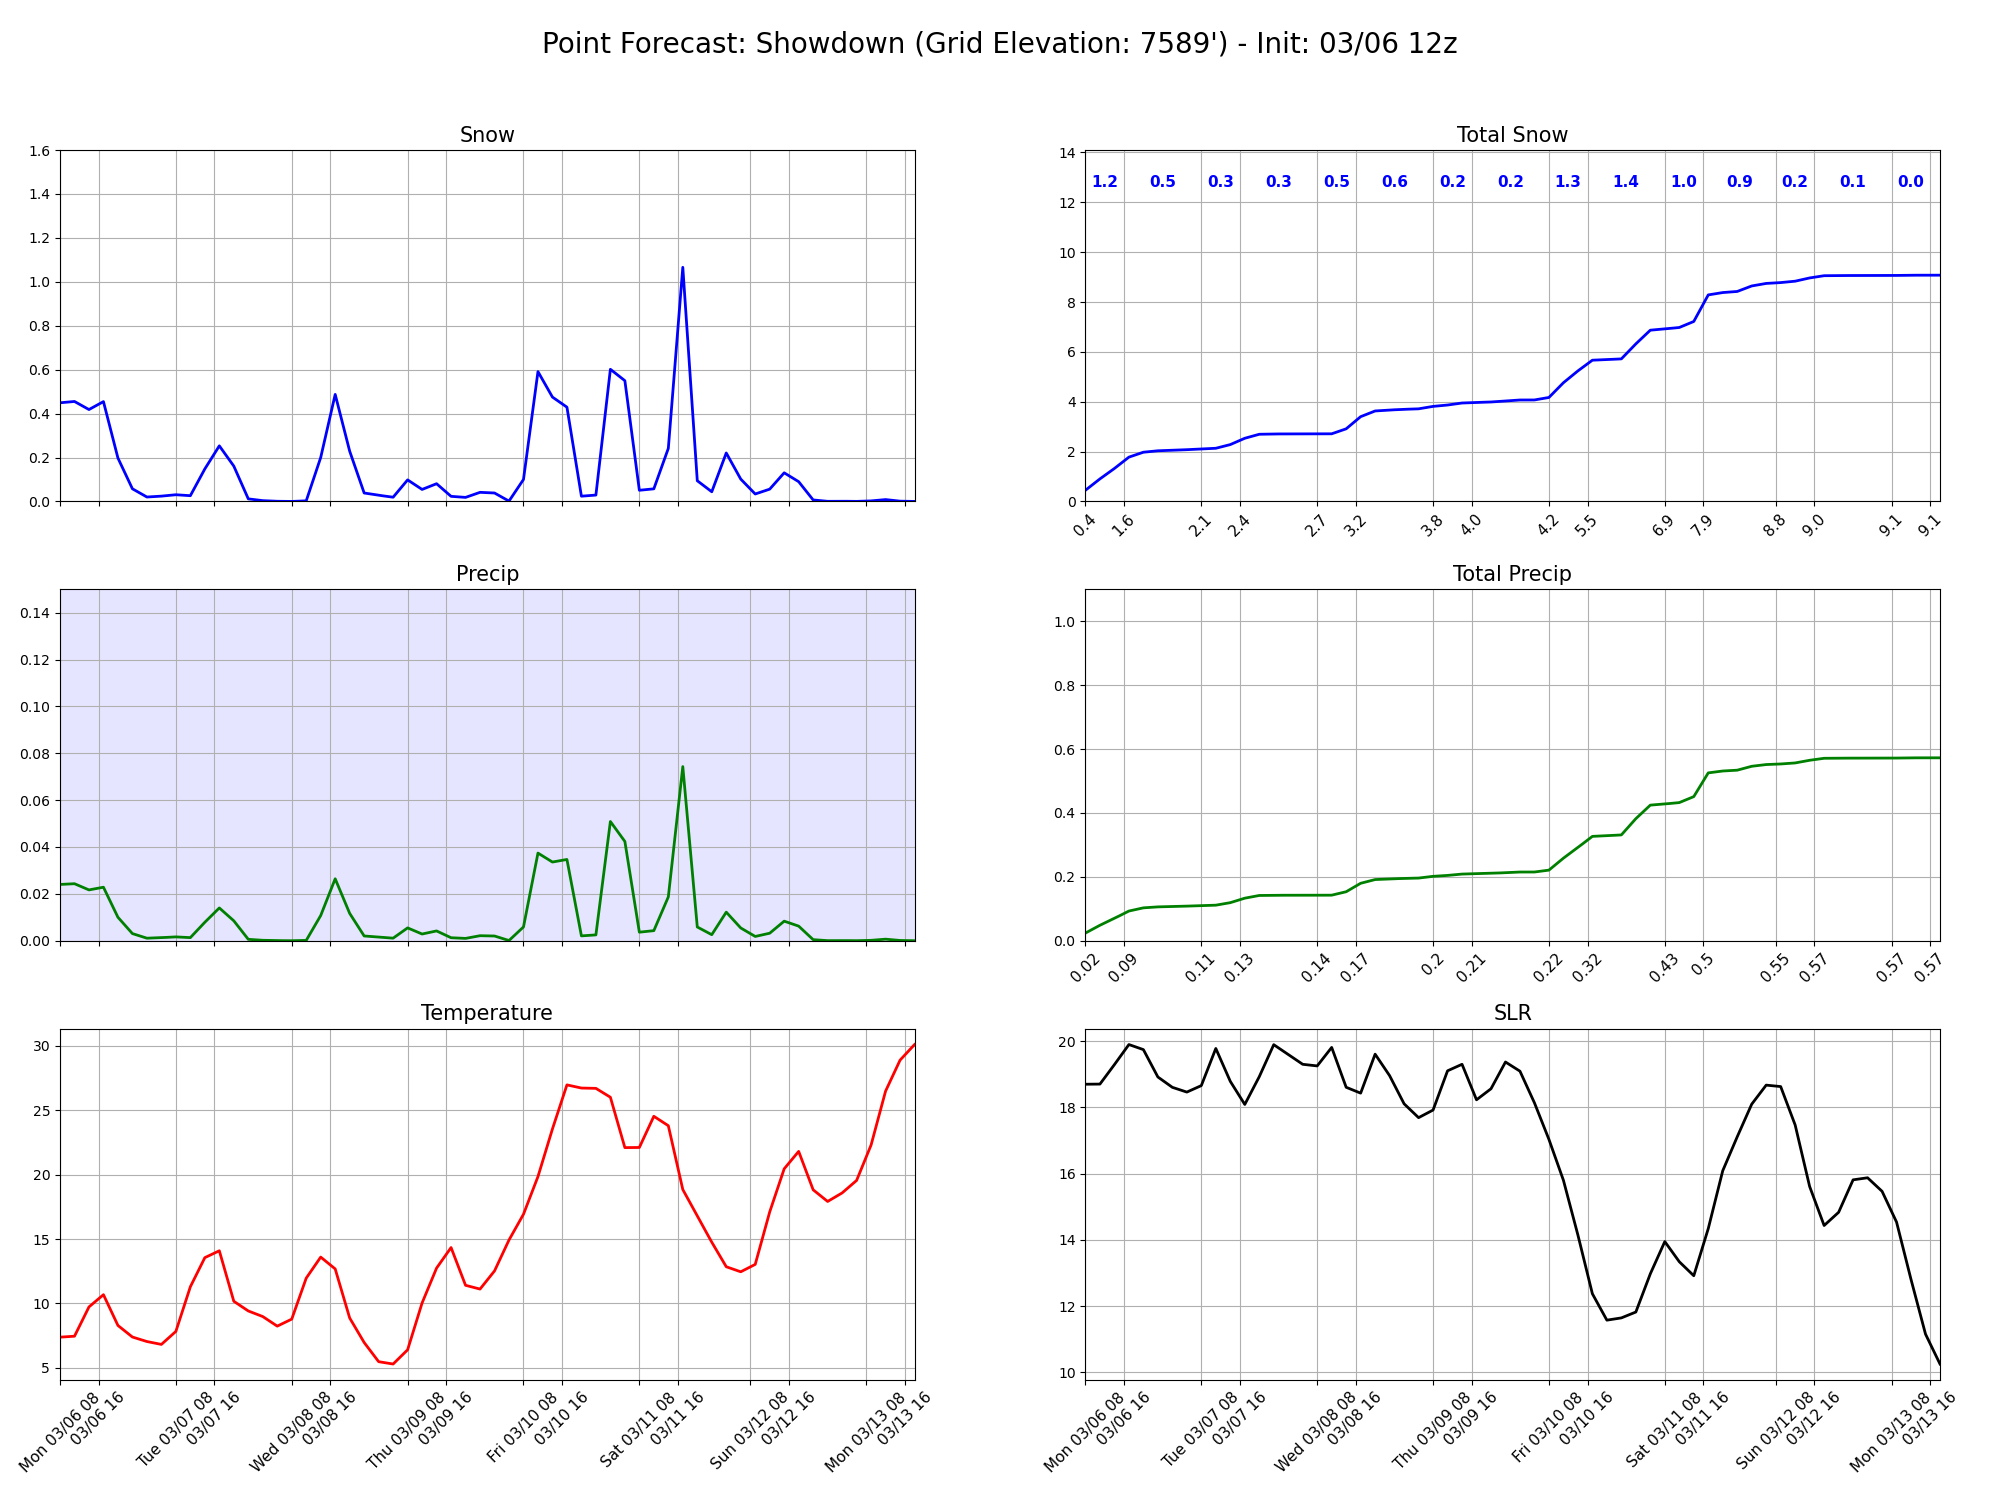 Point Forecast: Showdown (Grid Elevation: 7589') - Init: 03/06 12z
Snow
1.6
1.4
1.2
1.0
0.8
0.6
0.4
0.2
0.0
Total Snow
14
12
10
8
6
4
2
0
1.2 0.5 0.3 0.3 0.5 0.6 0.2 0.2 1.3 1.4 1.0 0.9 0.2 0.1 0.0
0.4 1.6 2.1 2.4 2.7 3.2 3.8 4.0 4.2 5.5 6.9 7.9 8.8 9.0 9.1 9.1
Precip
0.14
0.12
0.10
0.08
0.06
0.04
0.02
0.00
Total Precip
1.0
0.8
0.6
0.4
0.2
0.0
0.02 0.09 0.11 0.13 0.14 0.17 0.2 0.21 0.22 0.32 0.43 0.5 0.55 0.57 0.57 0.57
Temperature
30
25
20
15
10
5
Mon 03/06 08
03/06 16
Tue 03/07 08
03/07 16
Wed 03/08 08
03/08 16
Thu 03/09 08
03/09 16
Fri 03/10 08
03/10 16
Sat 03/11 08
03/11 16
Sun 03/12 08
03/12 16
Mon 03/13 08
03/13 16
SLR
20
18
16
14
12
10
Mon 03/06 08
03/06 16
Tue 03/07 08
03/07 16
Wed 03/08 08
03/08 16
Thu 03/09 08
03/09 16
Fri 03/10 08
03/10 16
Sat 03/11 08
03/11 16
Sun 03/12 08
03/12 16
Mon 03/13 08
03/13 16